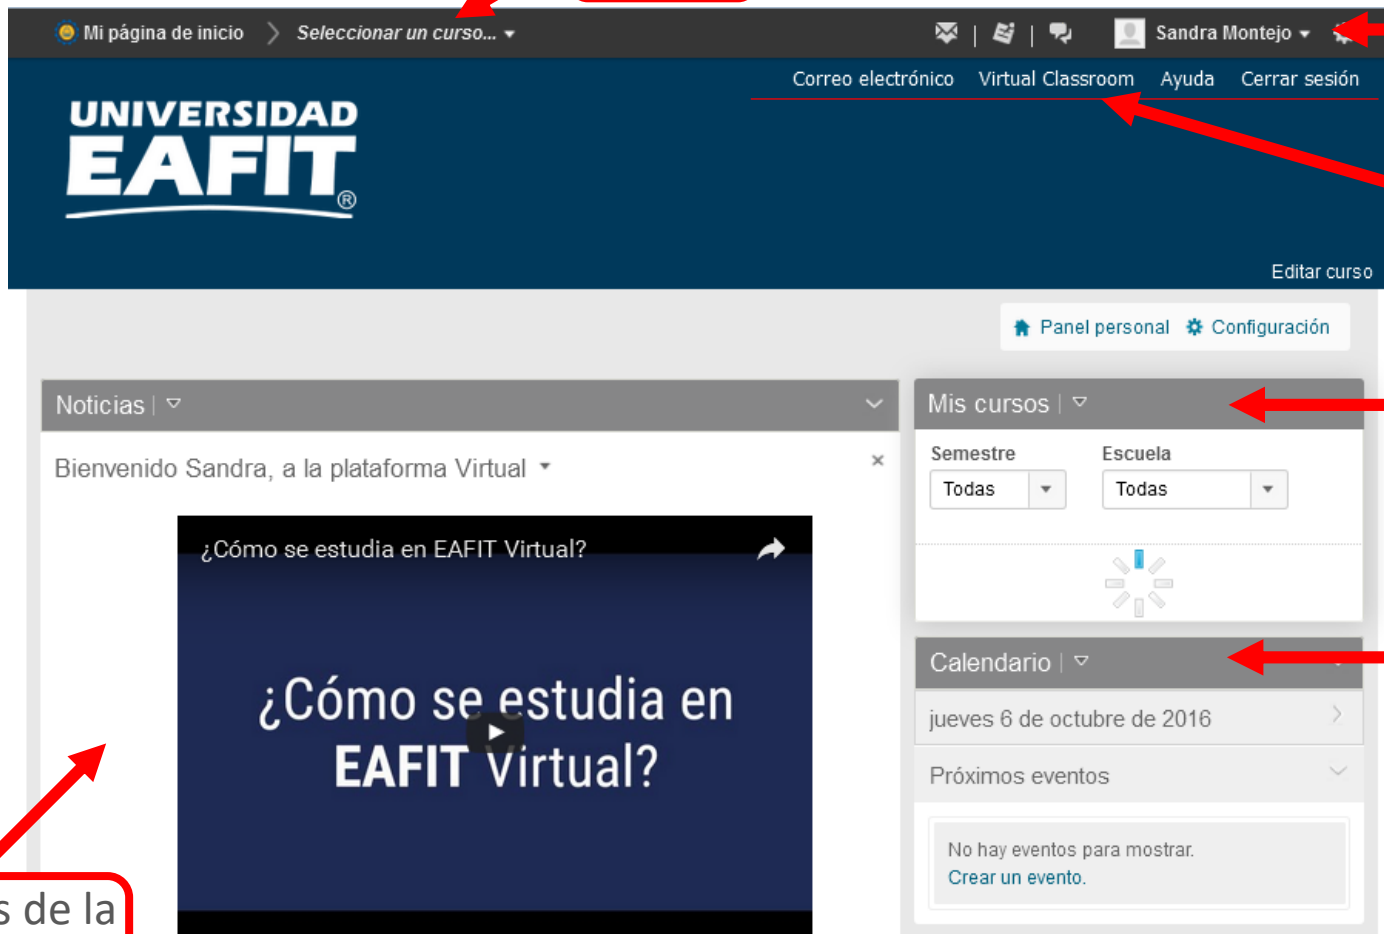 Mi página de inicio Seleccionar un curso... Sandra Montejo
Correo electrónico Virtual Classroom Ayuda Cerrar sesión
UNIVERSIDAD
EAFIT®
Editar curso
Panel personal Configuración
Noticias
Bienvenido Sandra, a la plataforma Virtual
¿Cómo se estudia en EAFIT Virtual?
¿Cómo se estudia en
EAFIT Virtual?
Mis cursos
Semestre Escuela
Todas Todas
Calendario
jueves 6 de octubre de 2016
Próximos eventos
No hay eventos para mostrar.
Crear un evento.
s de la